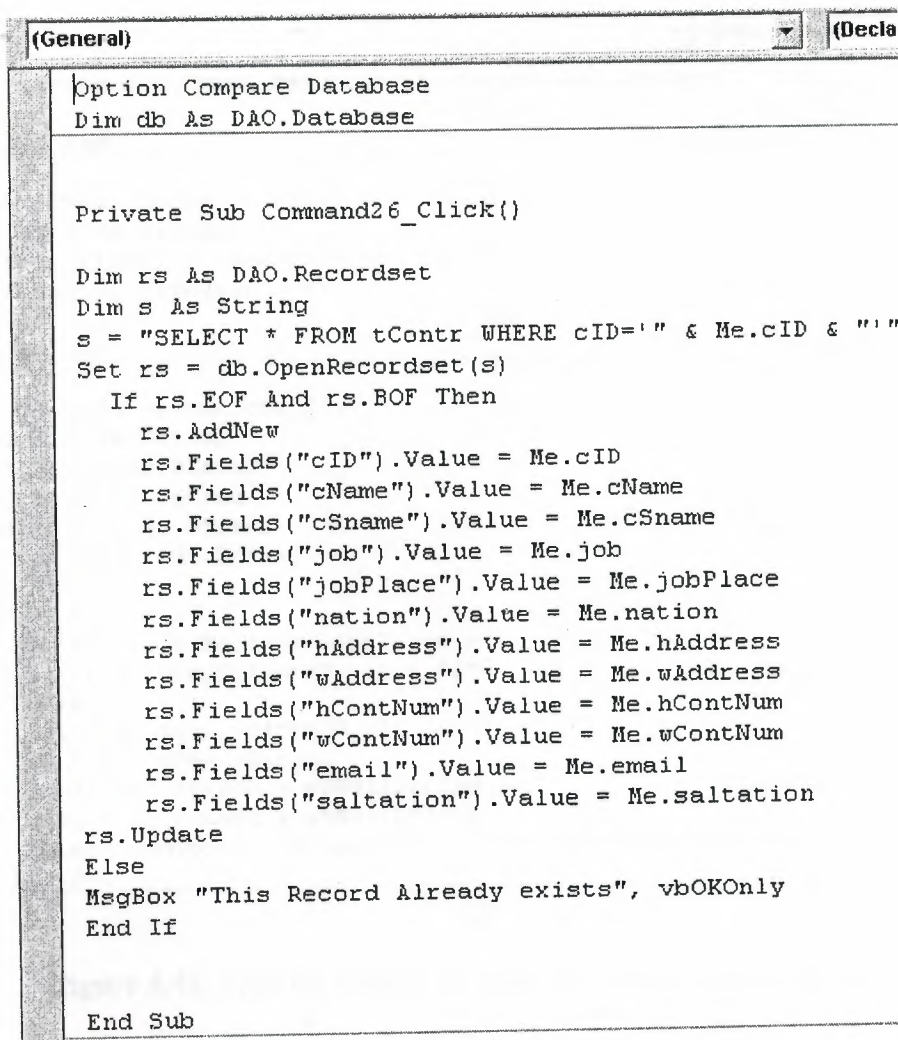 (General) (Decla
Option Compare Database
Dim db As DAO.Database
Private Sub Command26_Click()
Dim rs As DAO.Recordset
Dim s As String
s = "SELECT * FROM tContr WHERE cID='" & Me.cID & "'"
Set rs = db.OpenRecordset(s)
If rs.EOF And rs.BOF Then
rs.AddNew
rs.Fields("cID").Value = Me.cID
rs.Fields("cName").Value = Me.cName
rs.Fields("cSname").Value = Me.cSname
rs.Fields("job").Value = Me.job
rs.Fields("jobPlace").Value = Me.jobPlace
rs.Fields("nation").Value = Me.nation
rs.Fields("hAddress").Value = Me.hAddress
rs.Fields("wAddress").Value = Me.wAddress
rs.Fields("hContNum").Value = Me.hContNum
rs.Fields("wContNum").Value = Me.wContNum
rs.Fields("email").Value = Me.email
rs.Fields("saltation").Value = Me.saltation
rs.Update
Else
MsgBox "This Record Already exists", vbOKOnly
End If
End Sub